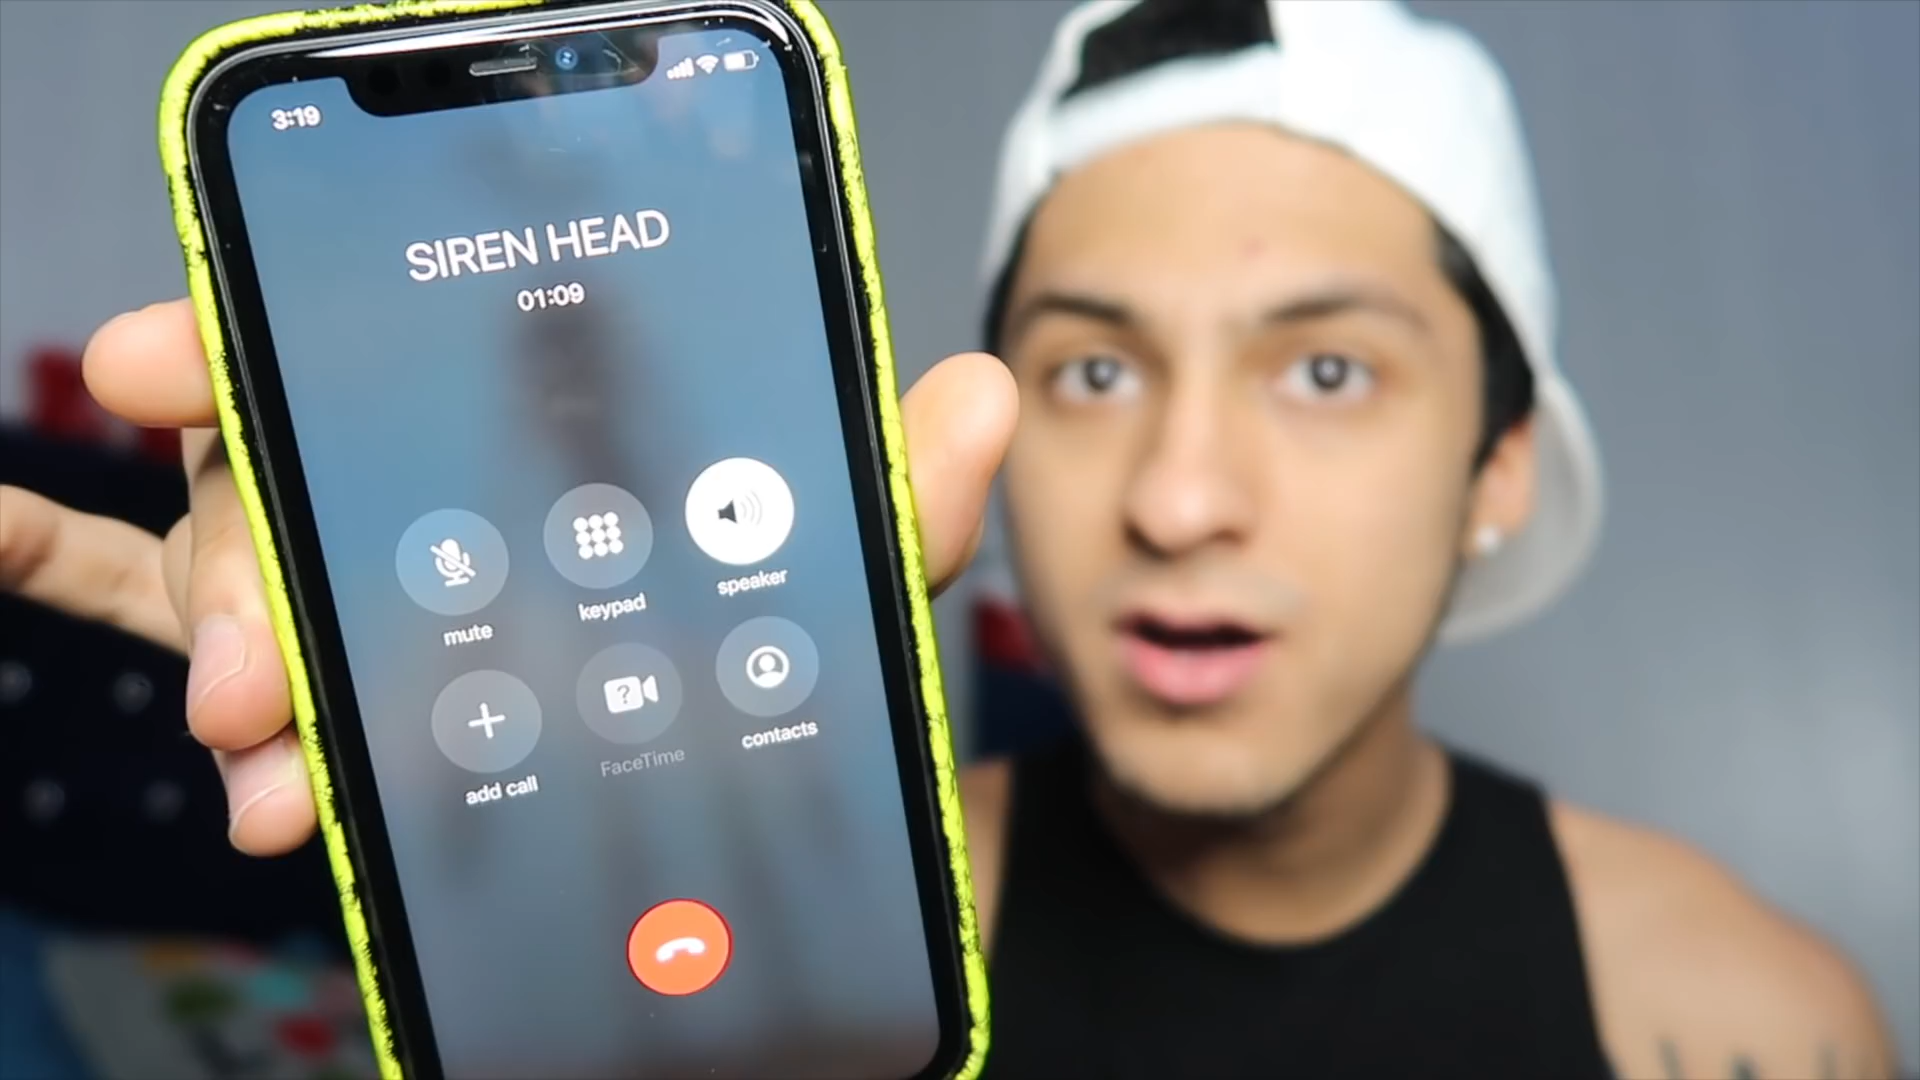 3:19
SIREN HEAD
01:09
mute
keypad
speaker
add call
FaceTime
contacts